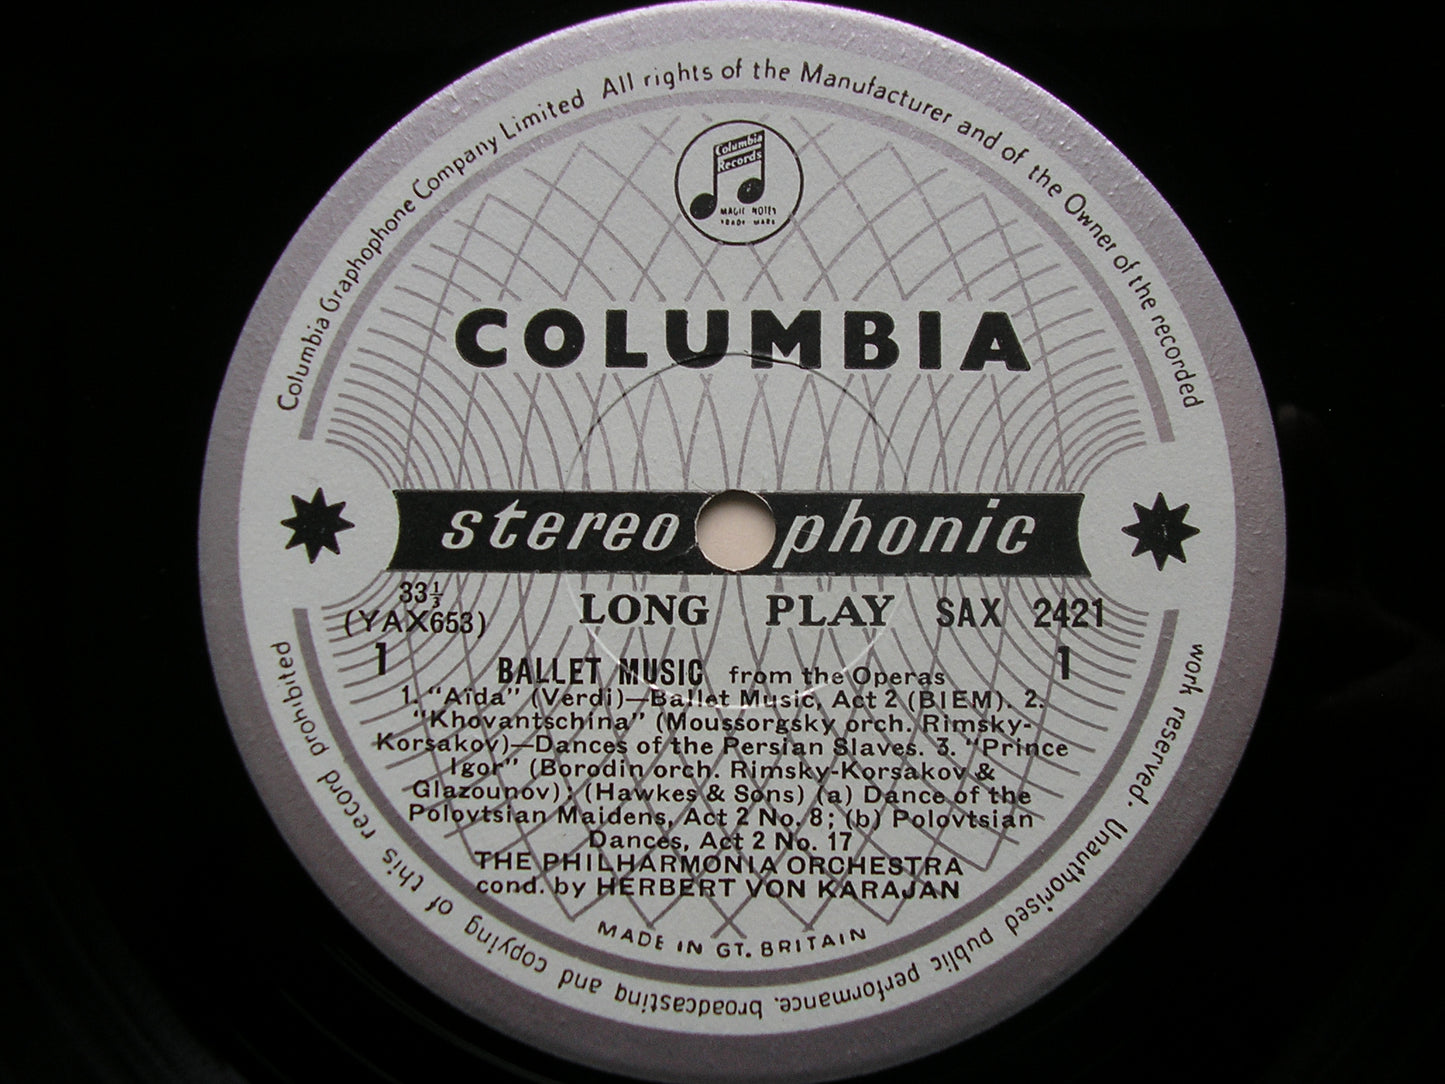 Columbia Graphophone Company Limited All rights of the Manufacturer and of the Owner of the recorded
work reserved. Unauthorised public performance, broadcasting and copying of this record prohibited
Columbia
Records
MAGIC NOTES
TRADE MARK
COLUMBIA
stereophonic
33⅓
(YAX653)
LONG PLAY SAX 2421
1 1
BALLET MUSIC from the Operas
1. "Aïda" (Verdi)—Ballet Music, Act 2 (BIEM). 2.
"Khovantschina" (Moussorgsky orch. Rimsky-
Korsakov)—Dances of the Persian Slaves. 3. "Prince
Igor" (Borodin orch. Rimsky-Korsakov &
Glazounov); (Hawkes & Sons) (a) Dance of the
Polovtsian Maidens, Act 2 No. 8; (b) Polovtsian
Dances, Act 2 No. 17
THE PHILHARMONIA ORCHESTRA
cond. by HERBERT VON KARAJAN
MADE IN GT. BRITAIN